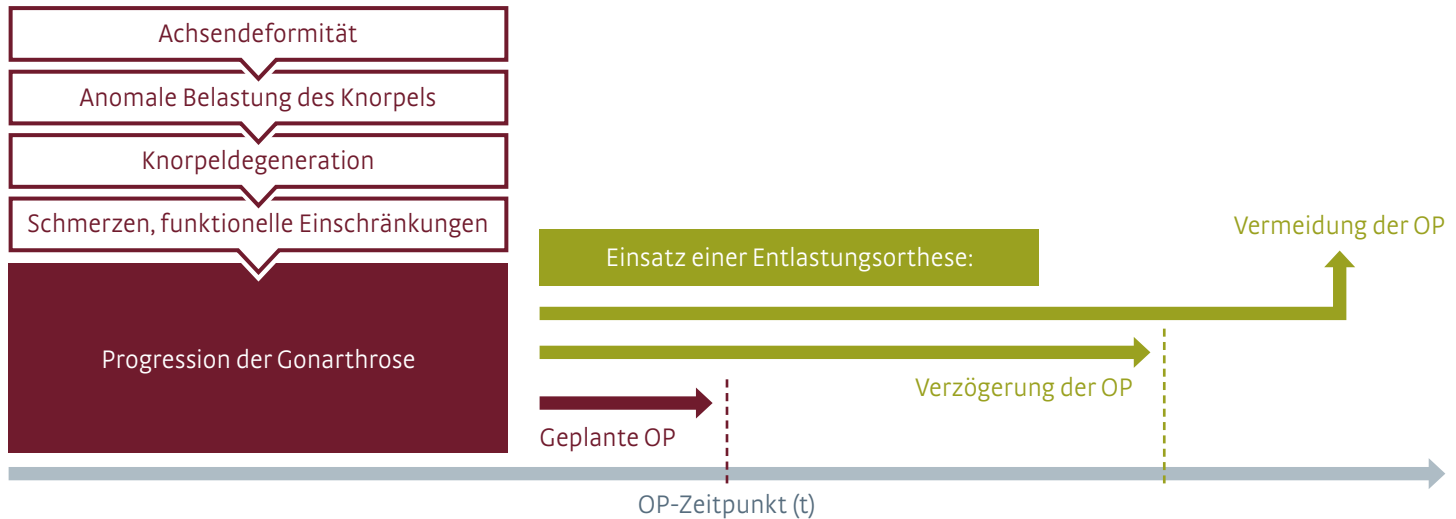 Achsendeformität
Anomale Belastung des Knorpels
Knorpeldegeneration
Schmerzen, funktionelle Einschränkungen
Progression der Gonarthrose
Einsatz einer Entlastungsorthese:
Vermeidung der OP
Verzögerung der OP
Geplante OP
OP-Zeitpunkt (t)